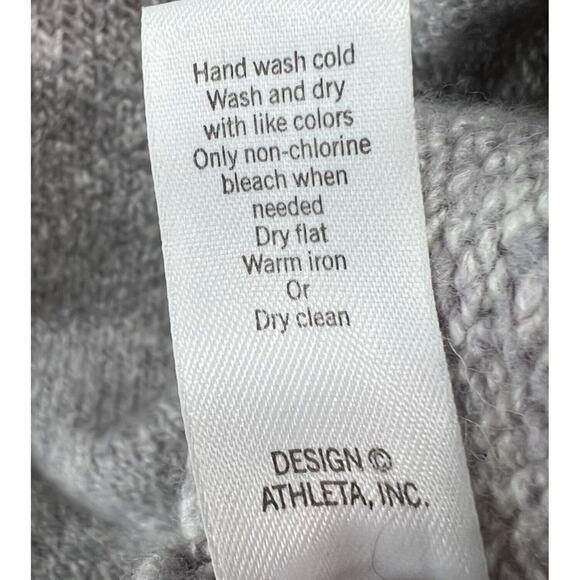 Hand wash cold
Wash and dry
with like colors
Only non-chlorine
bleach when
needed
Dry flat
Warm iron
Or
Dry clean
DESIGN ©
ATHLETA, INC.